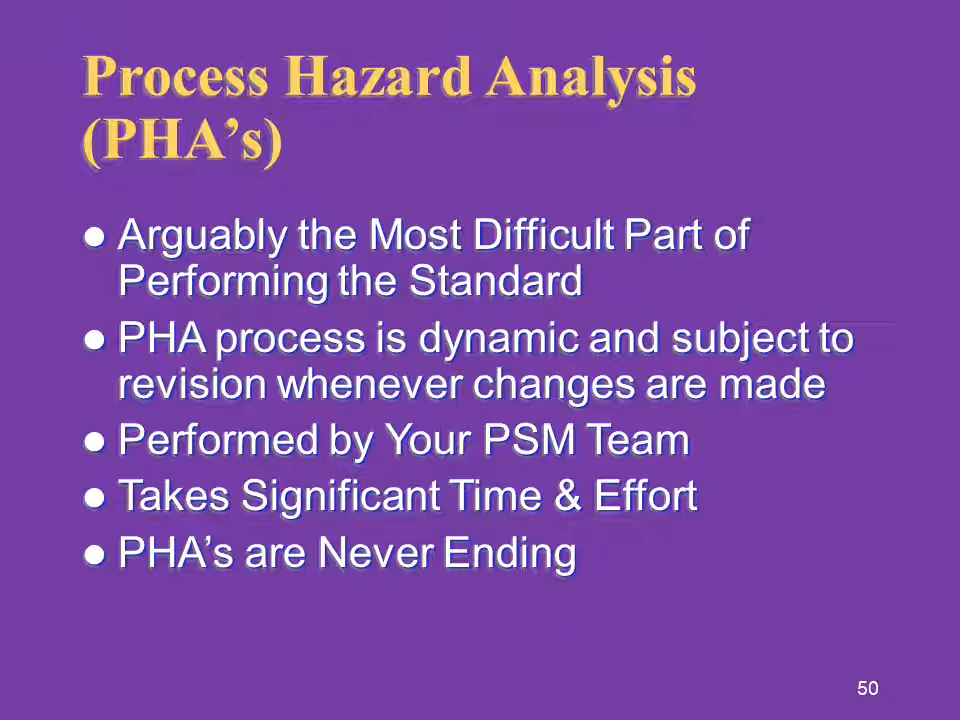 Process Hazard Analysis
(PHA’s)
● Arguably the Most Difficult Part of
Performing the Standard
● PHA process is dynamic and subject to
revision whenever changes are made
● Performed by Your PSM Team
● Takes Significant Time & Effort
● PHA’s are Never Ending
50